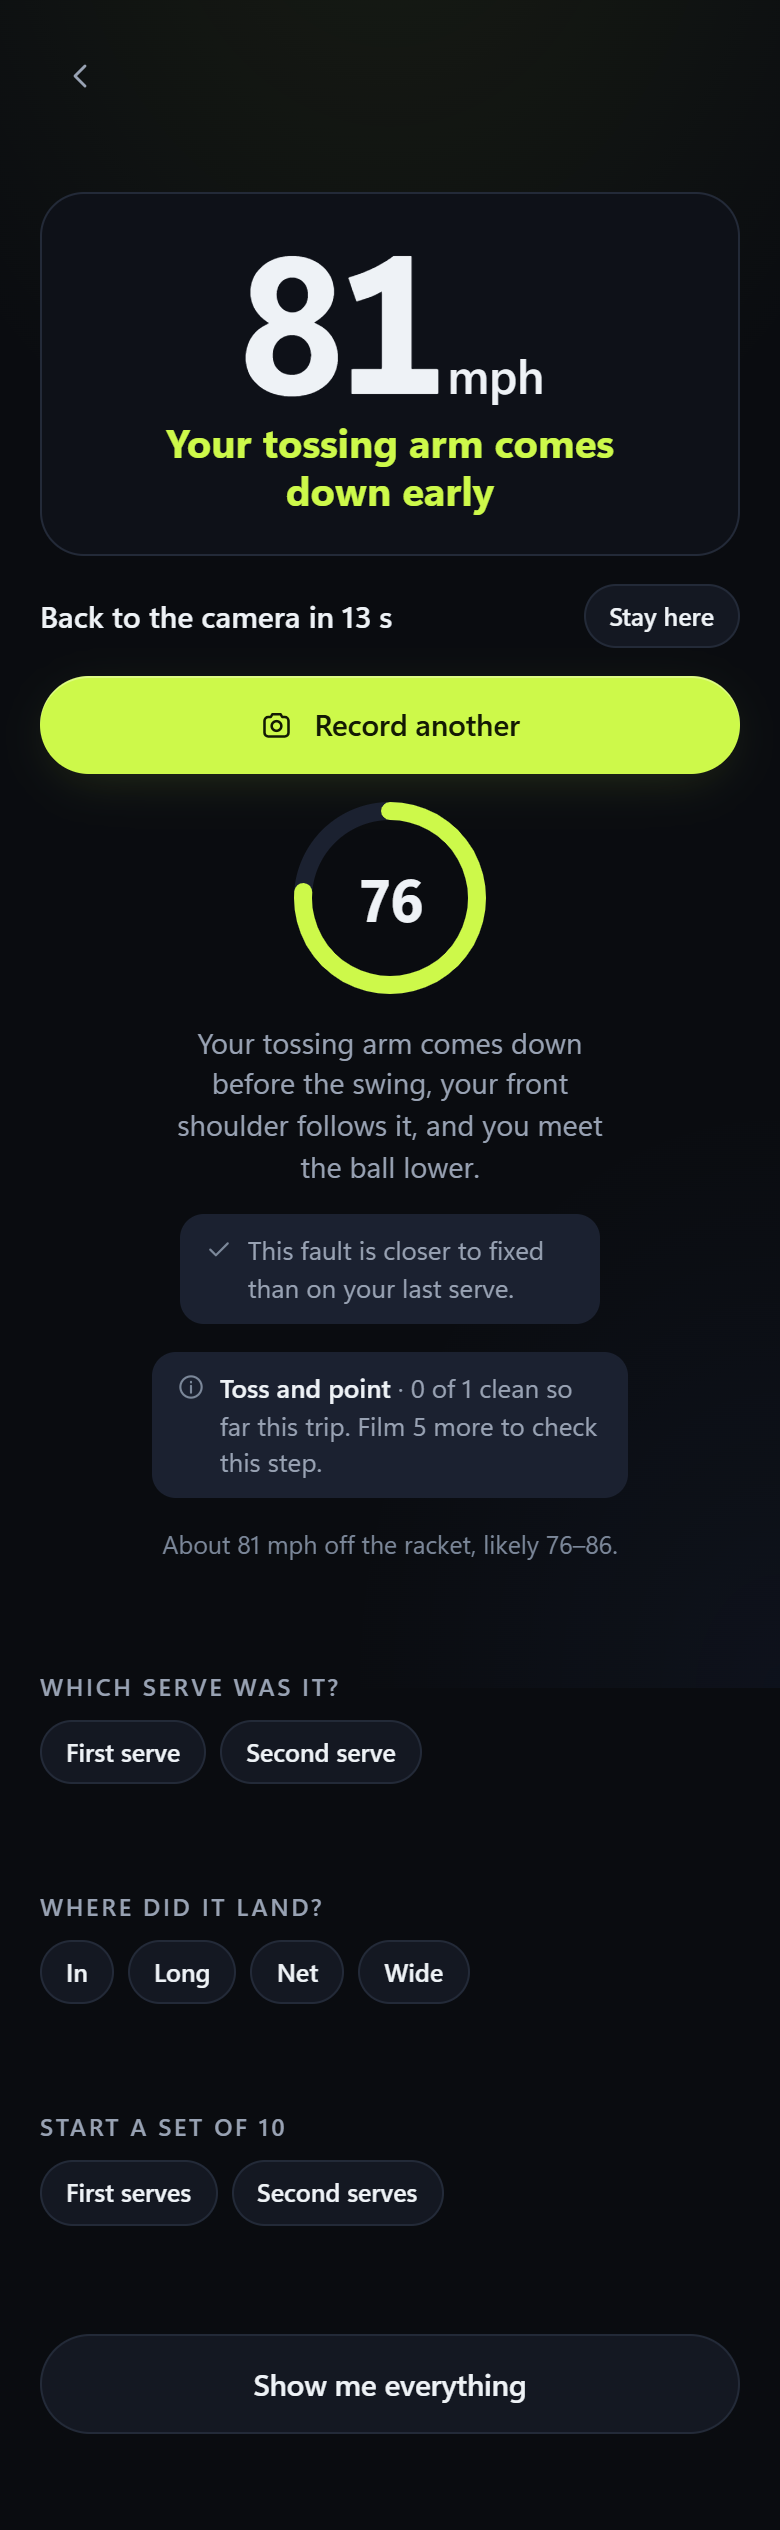 81 mph
Your tossing arm comes
down early
Back to the camera in 13 s
Stay here
Record another
76
Your tossing arm comes down
before the swing, your front
shoulder follows it, and you meet
the ball lower.
This fault is closer to fixed
than on your last serve.
Toss and point · 0 of 1 clean so
far this trip. Film 5 more to check
this step.
About 81 mph off the racket, likely 76–86.
WHICH SERVE WAS IT?
First serve
Second serve
WHERE DID IT LAND?
In
Long
Net
Wide
START A SET OF 10
First serves
Second serves
Show me everything